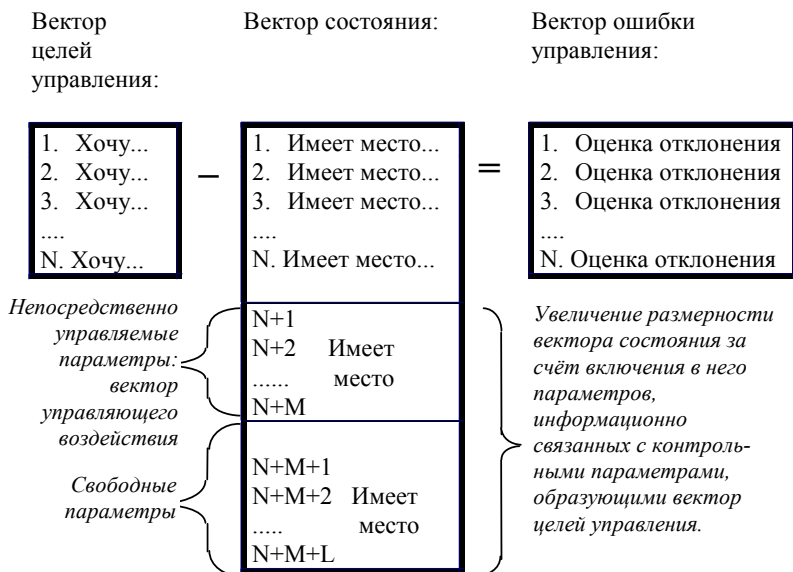 Вектор
целей
управления:
Вектор состояния:
Вектор ошибки
управления:
1. Хочу...
2. Хочу...
3. Хочу...
....
N. Хочу...
–
1. Имеет место...
2. Имеет место...
3. Имеет место...
....
N. Имеет место...
=
1. Оценка отклонения
2. Оценка отклонения
3. Оценка отклонения
....
N. Оценка отклонения
Непосредственно
управляемые
параметры:
вектор
управляющего
воздействия
N+1
N+2 Имеет
...... место
N+M
Свободные
параметры
N+M+1
N+M+2 Имеет
..... место
N+M+L
Увеличение размерности
вектора состояния за
счёт включения в него
параметров,
информационно
связанных с контроль-
ными параметрами,
образующими вектор
целей управления.